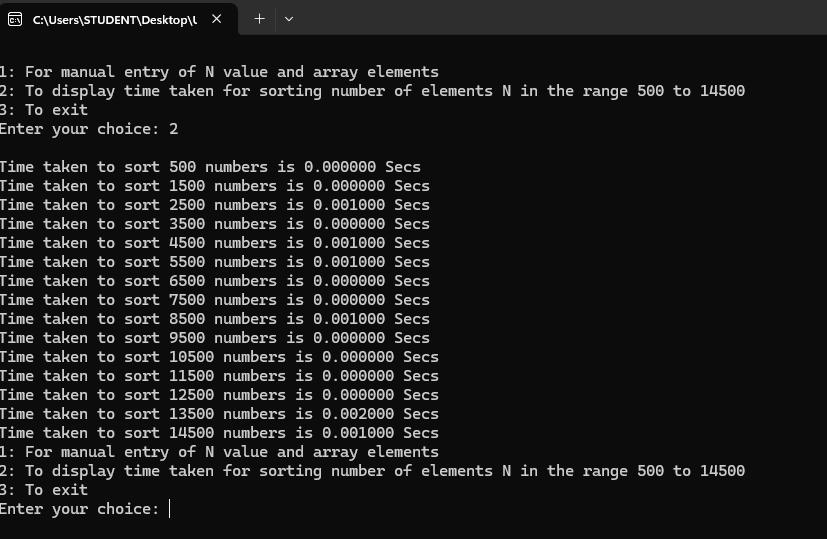 C:\Users\STUDENT\Desktop\U
1: For manual entry of N value and array elements
2: To display time taken for sorting number of elements N in the range 500 to 14500
3: To exit
Enter your choice: 2
Time taken to sort 500 numbers is 0.000000 Secs
Time taken to sort 1500 numbers is 0.000000 Secs
Time taken to sort 2500 numbers is 0.001000 Secs
Time taken to sort 3500 numbers is 0.000000 Secs
Time taken to sort 4500 numbers is 0.001000 Secs
Time taken to sort 5500 numbers is 0.001000 Secs
Time taken to sort 6500 numbers is 0.000000 Secs
Time taken to sort 7500 numbers is 0.000000 Secs
Time taken to sort 8500 numbers is 0.001000 Secs
Time taken to sort 9500 numbers is 0.000000 Secs
Time taken to sort 10500 numbers is 0.000000 Secs
Time taken to sort 11500 numbers is 0.000000 Secs
Time taken to sort 12500 numbers is 0.000000 Secs
Time taken to sort 13500 numbers is 0.002000 Secs
Time taken to sort 14500 numbers is 0.001000 Secs
1: For manual entry of N value and array elements
2: To display time taken for sorting number of elements N in the range 500 to 14500
3: To exit
Enter your choice: